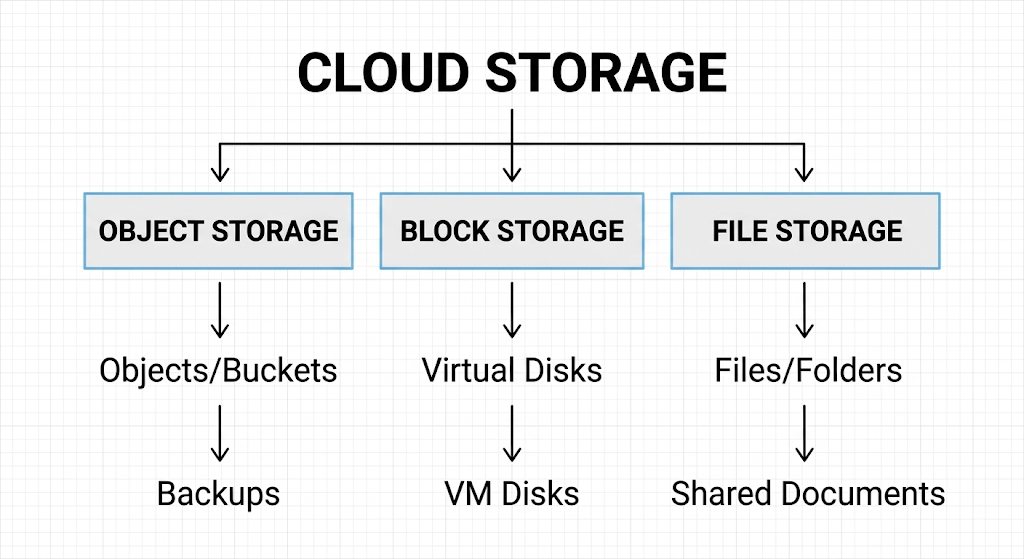 CLOUD STORAGE
OBJECT STORAGE
BLOCK STORAGE
FILE STORAGE
Objects/Buckets
Virtual Disks
Files/Folders
Backups
VM Disks
Shared Documents